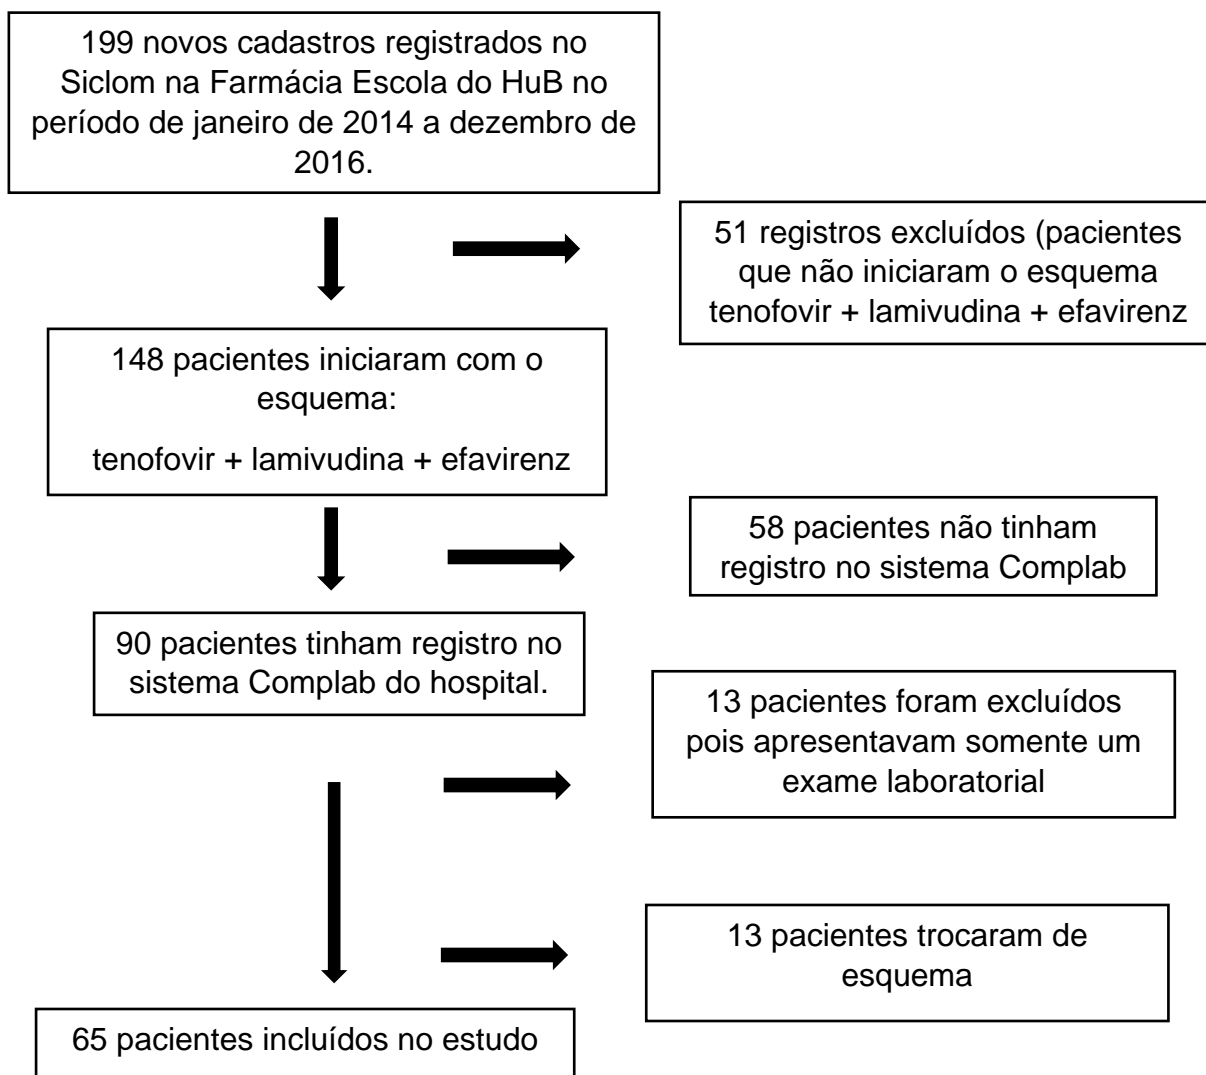 199 novos cadastros registrados no
Siclom na Farmácia Escola do HuB no
período de janeiro de 2014 a dezembro de
2016.
51 registros excluídos (pacientes
que não iniciaram o esquema
tenofovir + lamivudina + efavirenz
148 pacientes iniciaram com o
esquema:
tenofovir + lamivudina + efavirenz
58 pacientes não tinham
registro no sistema Complab
90 pacientes tinham registro no
sistema Complab do hospital.
13 pacientes foram excluídos
pois apresentavam somente um
exame laboratorial
13 pacientes trocaram de
esquema
65 pacientes incluídos no estudo